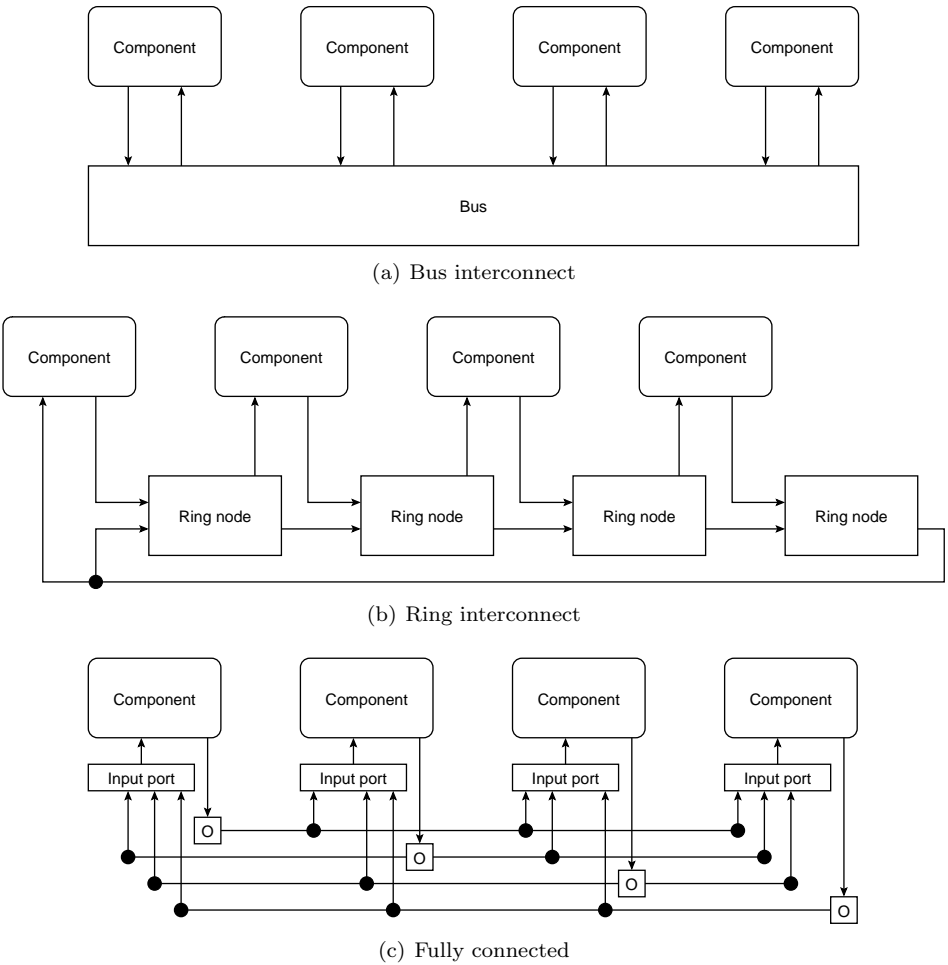 Component Component Component Component
Bus
(a) Bus interconnect
Component Component Component Component
Ring node Ring node Ring node Ring node
(b) Ring interconnect
Component Component Component Component
Input port Input port Input port Input port
O
O
O
O
(c) Fully connected